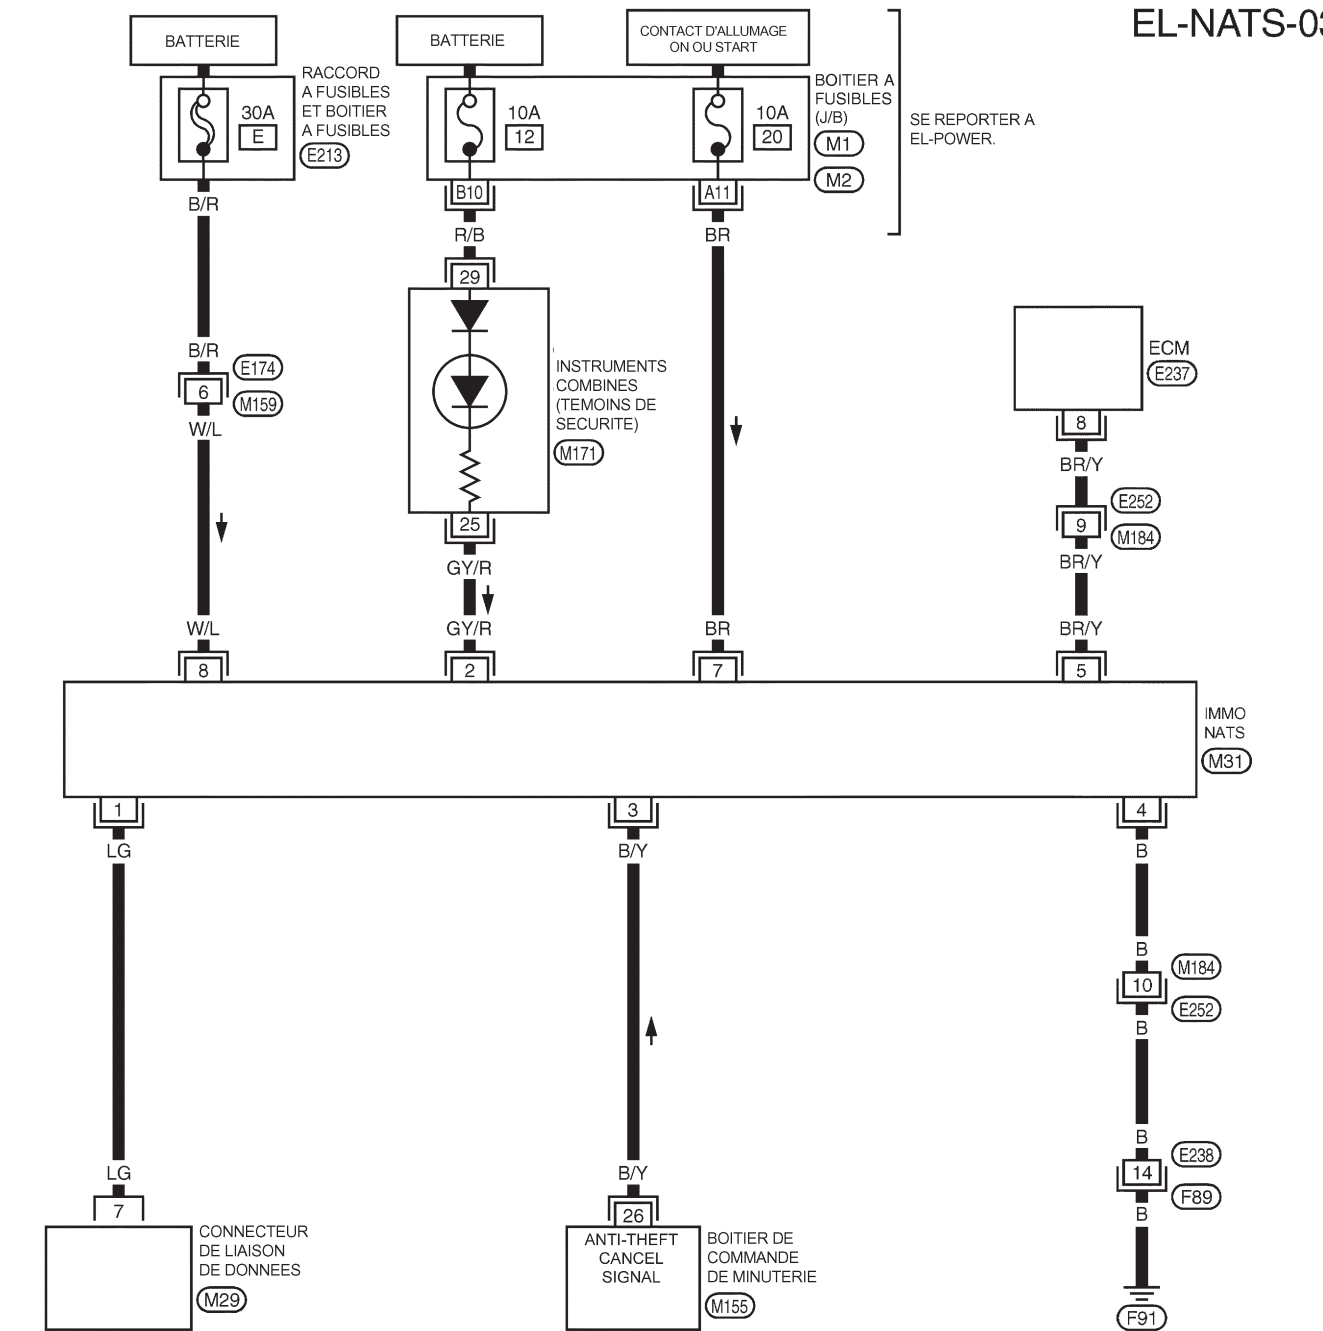 EL-NATS-03
BATTERIE
BATTERIE
CONTACT D'ALLUMAGE
ON OU START
RACCORD
A FUSIBLES
ET BOITIER
A FUSIBLES
E213
30A
E
10A
12
10A
20
BOITIER A
FUSIBLES
(J/B)
M1
M2
SE REPORTER A
EL-POWER.
B/R
B10
A11
R/B
BR
29
B/R
E174
6
M159
W/L
INSTRUMENTS
COMBINES
(TEMOINS DE
SECURITE)
M171
ECM
E237
8
BR/Y
E252
9
M184
BR/Y
25
GY/R
W/L
GY/R
BR
BR/Y
8
2
7
5
IMMO
NATS
M31
1
3
4
LG
B/Y
B
B
M184
10
E252
B
B
E238
14
F89
B
F91
LG
7
CONNECTEUR
DE LIAISON
DE DONNEES
M29
B/Y
26
ANTI-THEFT
CANCEL
SIGNAL
BOITIER DE
COMMANDE
DE MINUTERIE
M155